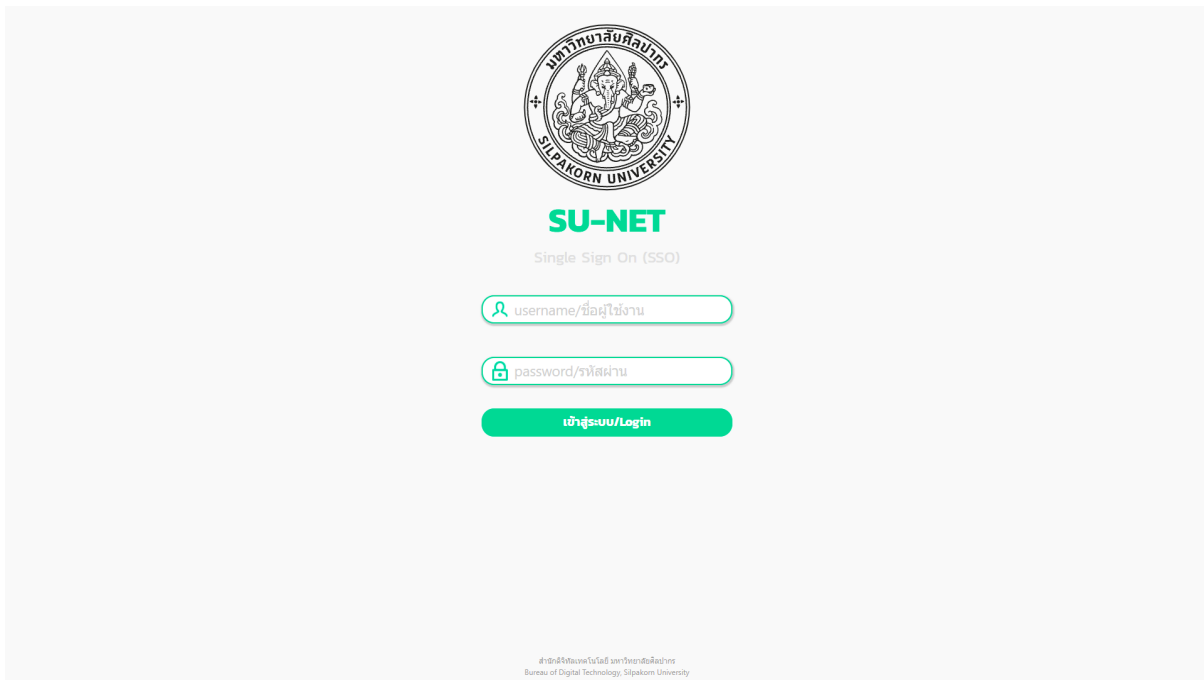 มหาวิทยาลัยศิลปากร
SILPAKORN UNIVERSITY
SU-NET
Single Sign On (SSO)
username/ชื่อผู้ใช้งาน
password/รหัสผ่าน
เข้าสู่ระบบ/Login
สำนักดิจิทัลเทคโนโลยี มหาวิทยาลัยศิลปากร
Bureau of Digital Technology, Silpakorn University